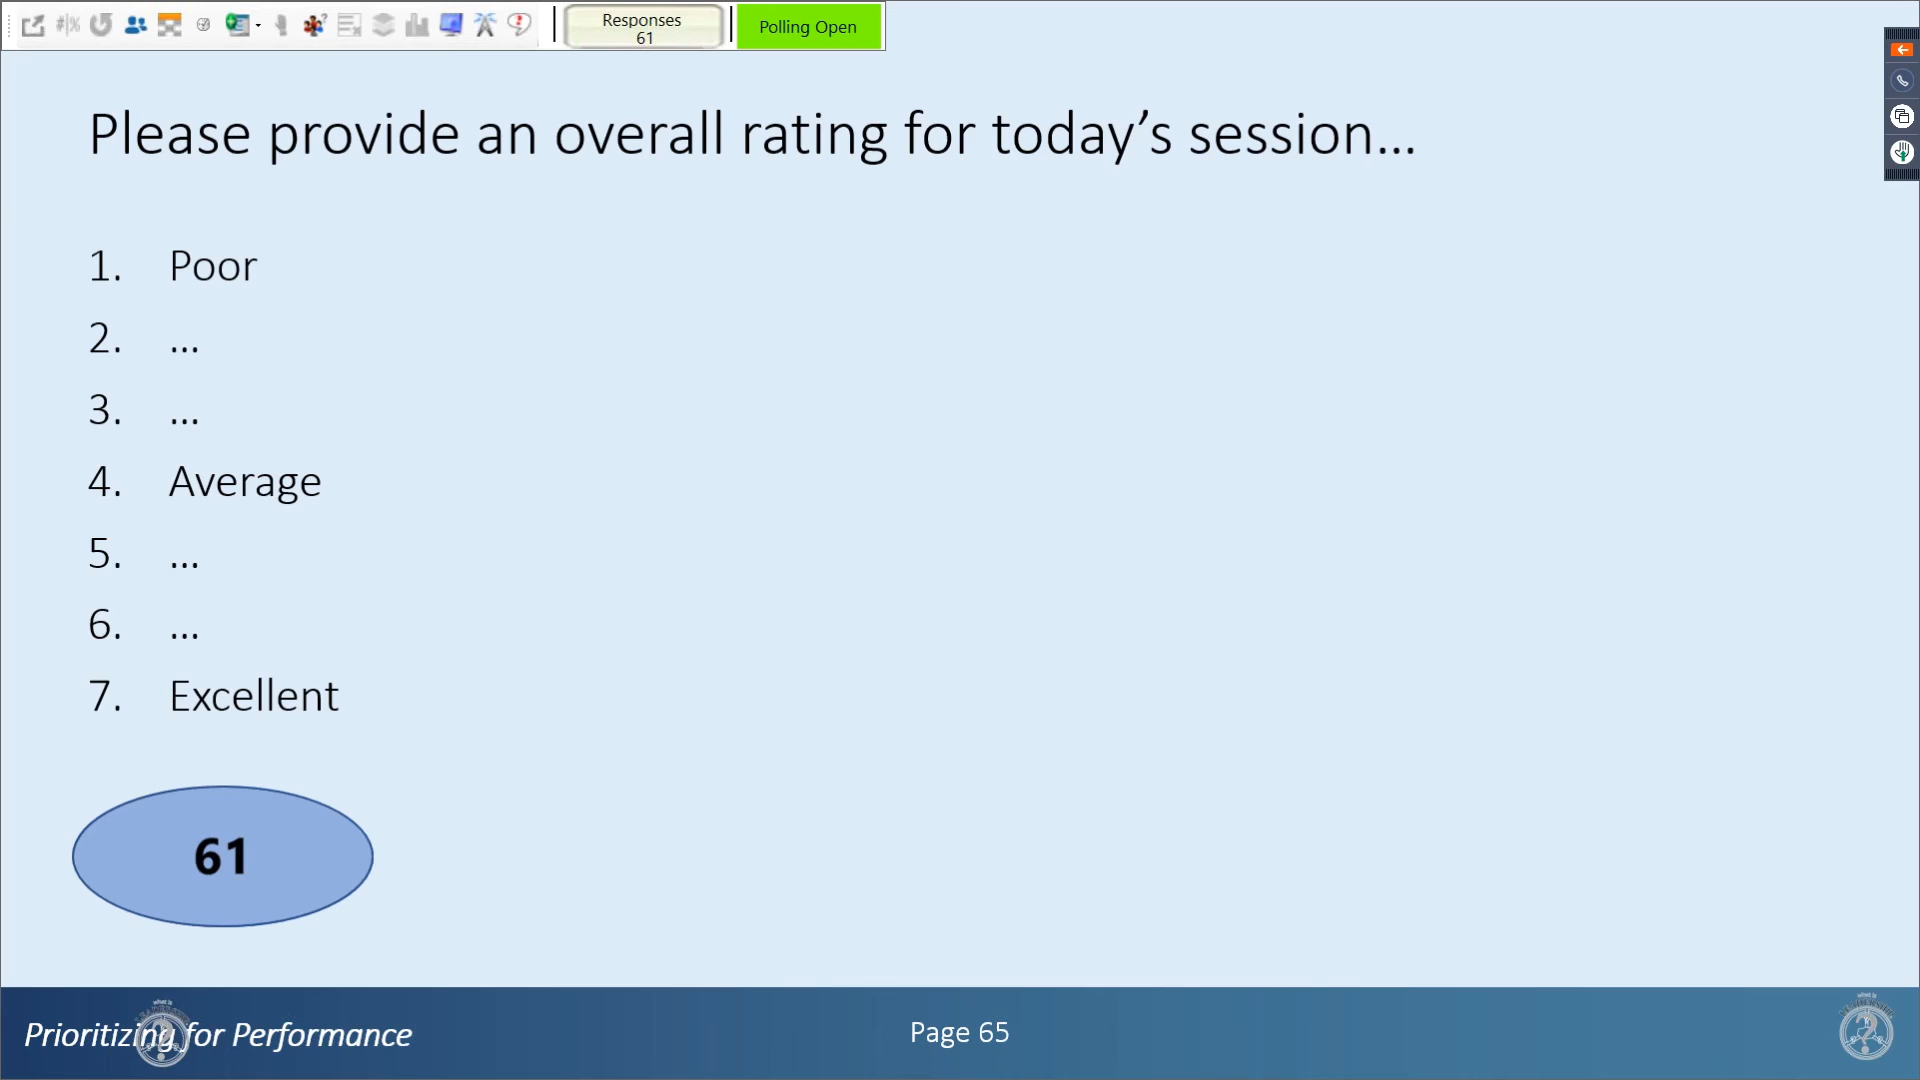 Responses
61
Polling Open
Please provide an overall rating for today’s session…
1. Poor
2. …
3. …
4. Average
5. …
6. …
7. Excellent
61
Prioritizing for Performance
Page 65